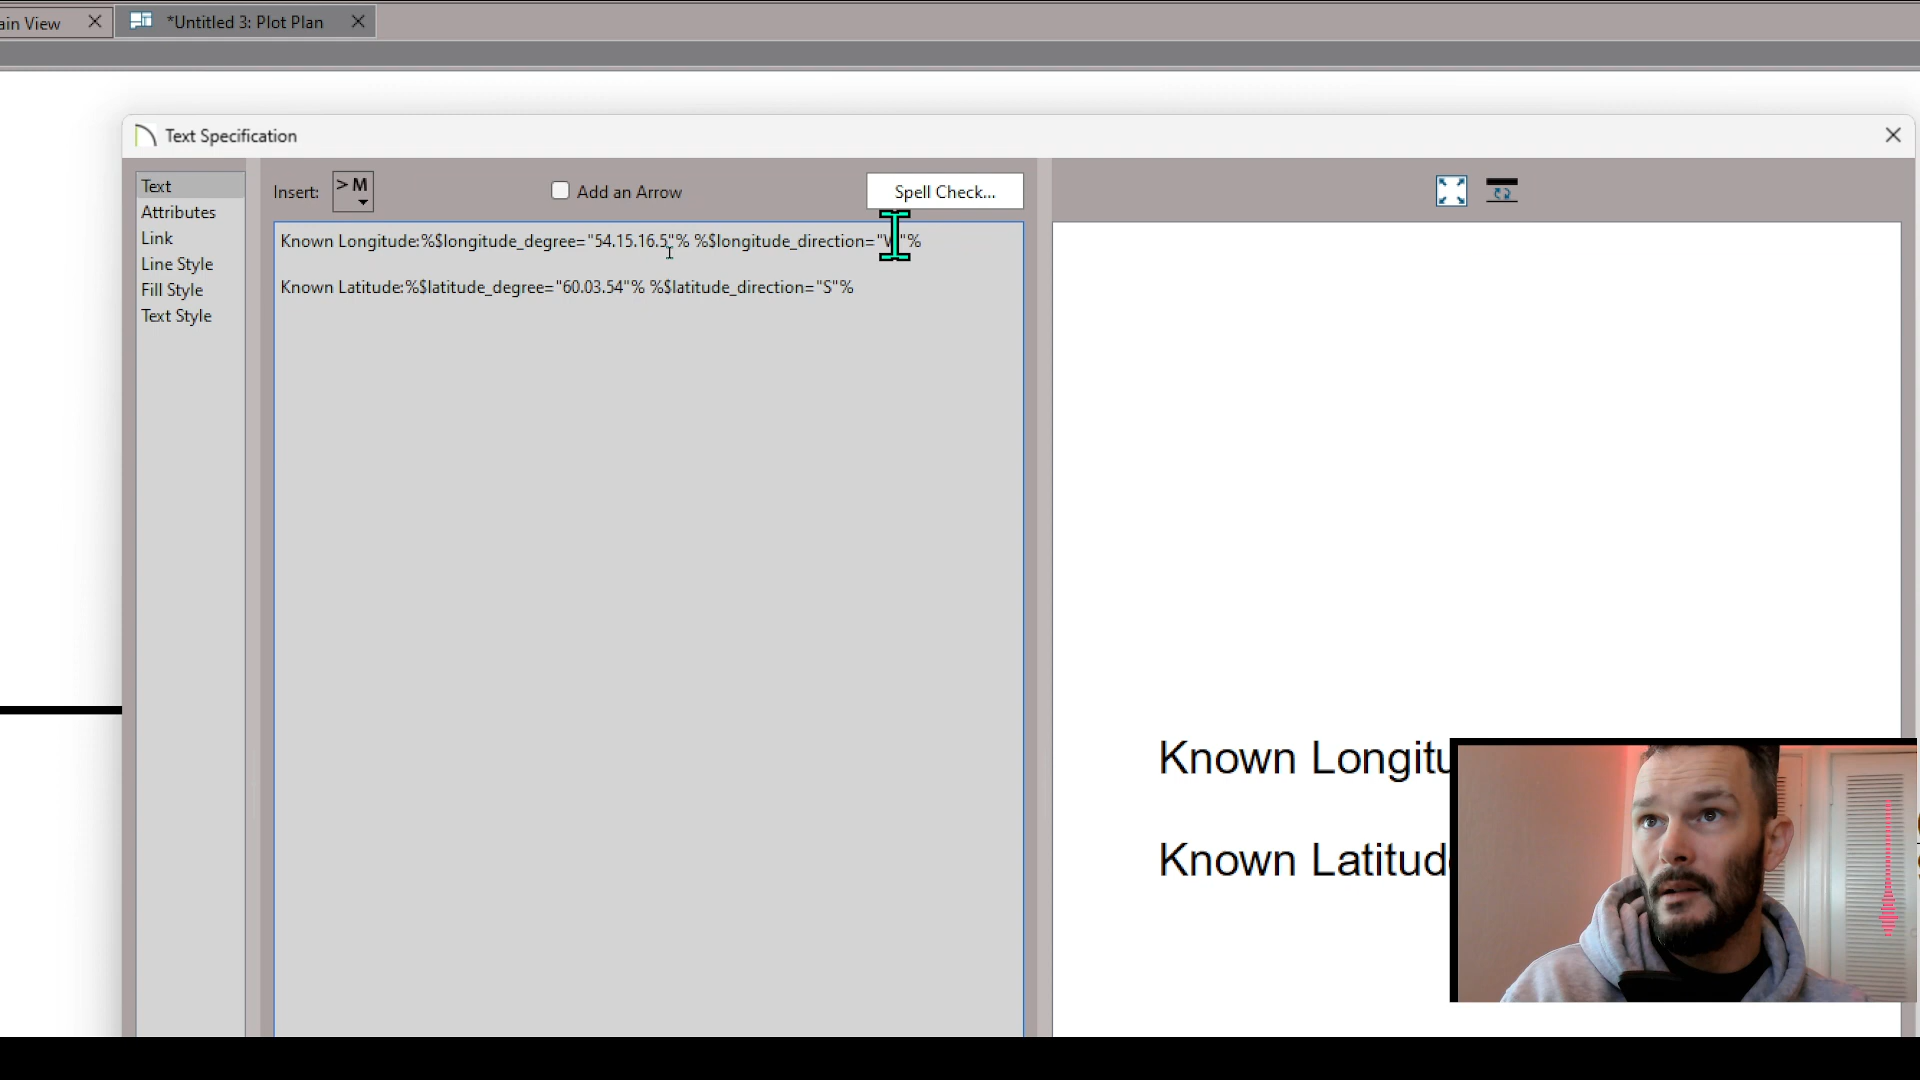 ain View
*Untitled 3: Plot Plan
Text Specification
Text
Attributes
Link
Line Style
Fill Style
Text Style
Insert: > M
Add an Arrow
Spell Check...
Known Longitude:%$longitude_degree="54.15.16.5"% %$longitude_direction="W"%
Known Latitude:%$latitude_degree="60.03.54"% %$latitude_direction="S"%
Known Longitu
Known Latitude